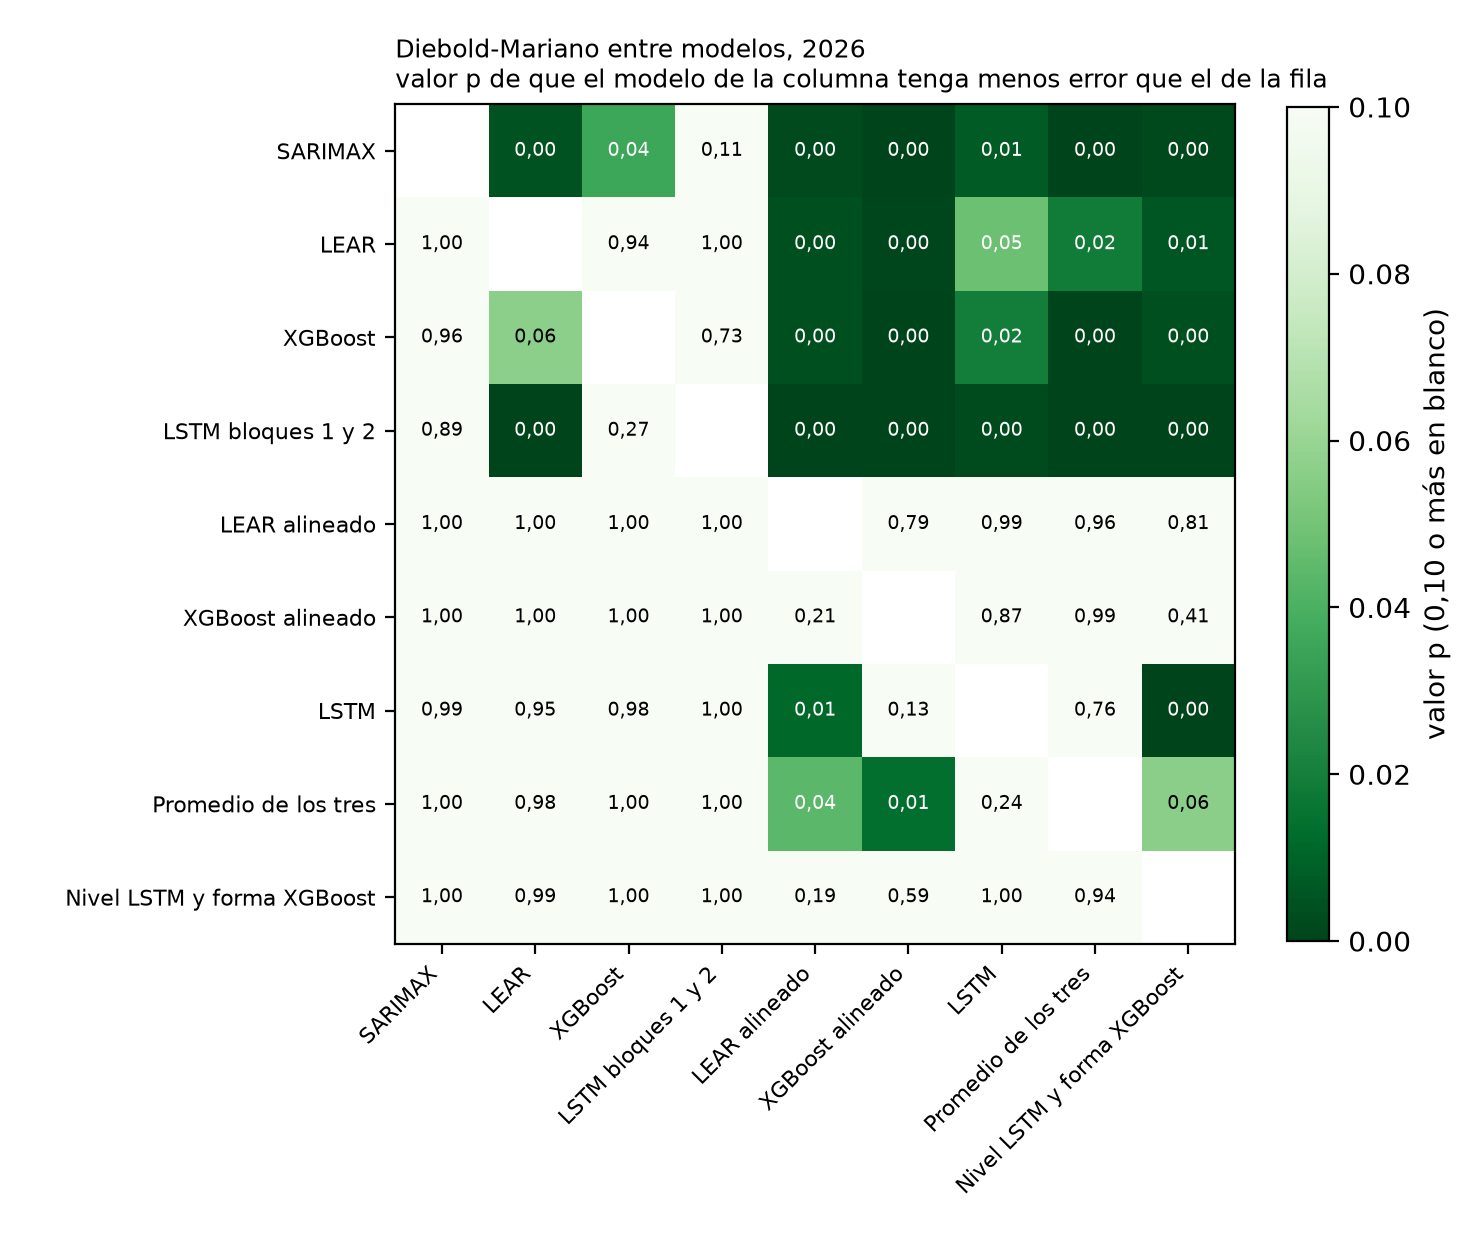 Diebold-Mariano entre modelos, 2026
valor p de que el modelo de la columna tenga menos error que el de la fila
SARIMAX 0,00 0,04 0,11 0,00 0,00 0,01 0,00 0,00
LEAR 1,00 0,94 1,00 0,00 0,00 0,05 0,02 0,01
XGBoost 0,96 0,06 0,73 0,00 0,00 0,02 0,00 0,00
LSTM bloques 1 y 2 0,89 0,00 0,27 0,00 0,00 0,00 0,00 0,00
LEAR alineado 1,00 1,00 1,00 1,00 0,79 0,99 0,96 0,81
XGBoost alineado 1,00 1,00 1,00 1,00 0,21 0,87 0,99 0,41
LSTM 0,99 0,95 0,98 1,00 0,01 0,13 0,76 0,00
Promedio de los tres 1,00 0,98 1,00 1,00 0,04 0,01 0,24 0,06
Nivel LSTM y forma XGBoost 1,00 0,99 1,00 1,00 0,19 0,59 1,00 0,94
SARIMAX
LEAR
XGBoost
LSTM bloques 1 y 2
LEAR alineado
XGBoost alineado
LSTM
Promedio de los tres
Nivel LSTM y forma XGBoost
0.10
0.08
0.06
0.04
0.02
0.00
valor p (0,10 o más en blanco)